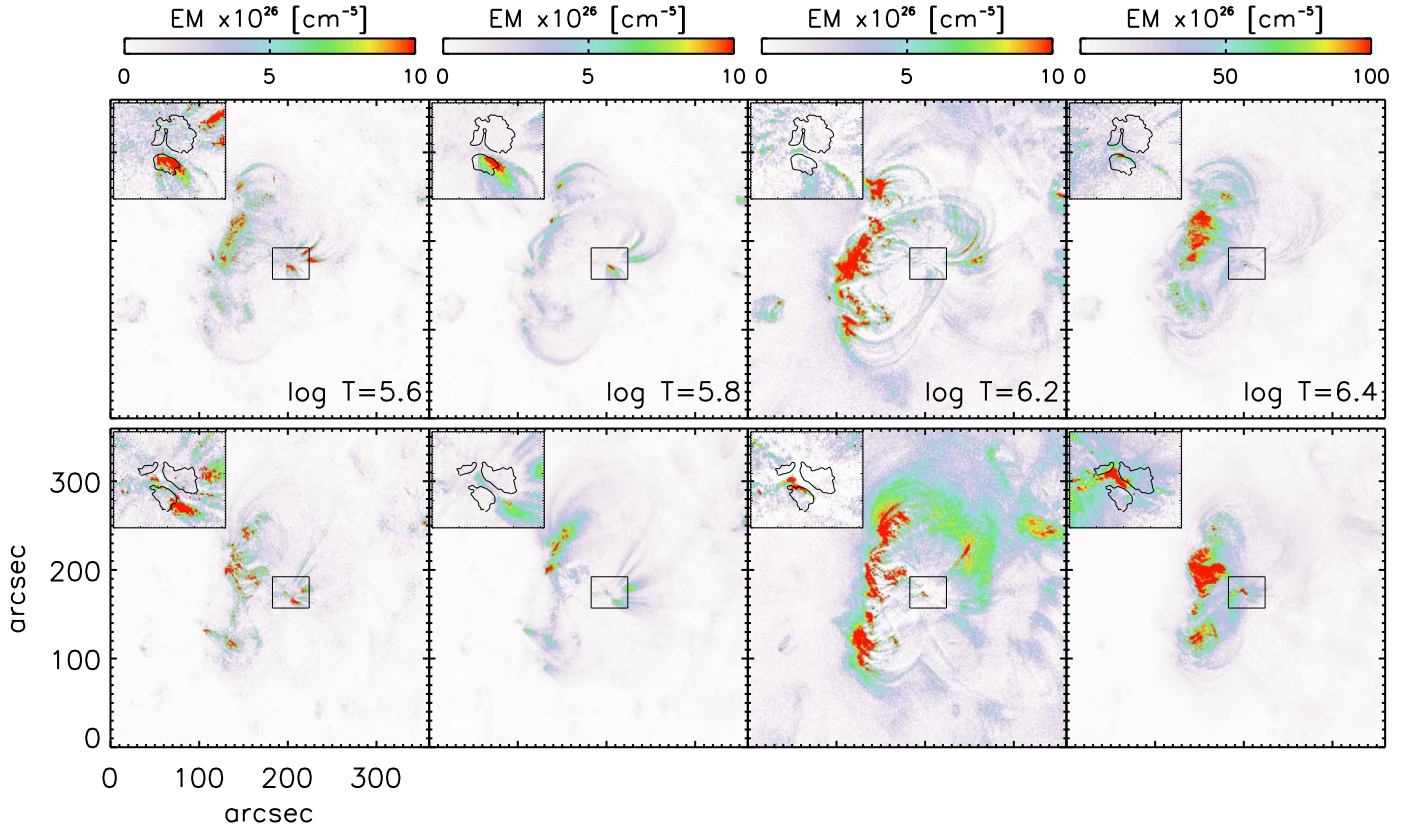 EM x10²⁶ [cm⁻⁵] EM x10²⁶ [cm⁻⁵] EM x10²⁶ [cm⁻⁵] EM x10²⁶ [cm⁻⁵]
0 5 10 0 5 10 0 5 10 0 50 100
log T=5.6 log T=5.8 log T=6.2 log T=6.4
300
200
100
0
arcsec
0 100 200 300
arcsec